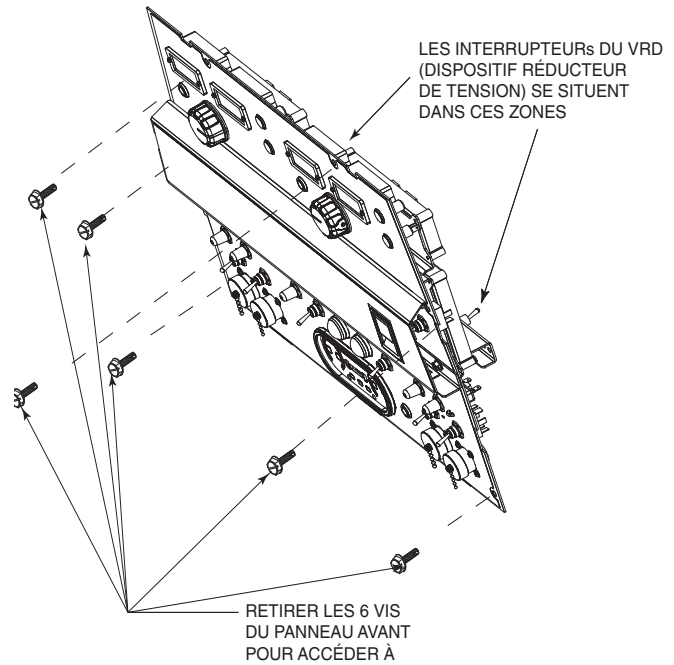 LES INTERRUPTEURs DU VRD
(DISPOSITIF RÉDUCTEUR
DE TENSION) SE SITUENT
DANS CES ZONES
RETIRER LES 6 VIS
DU PANNEAU AVANT
POUR ACCÉDER À